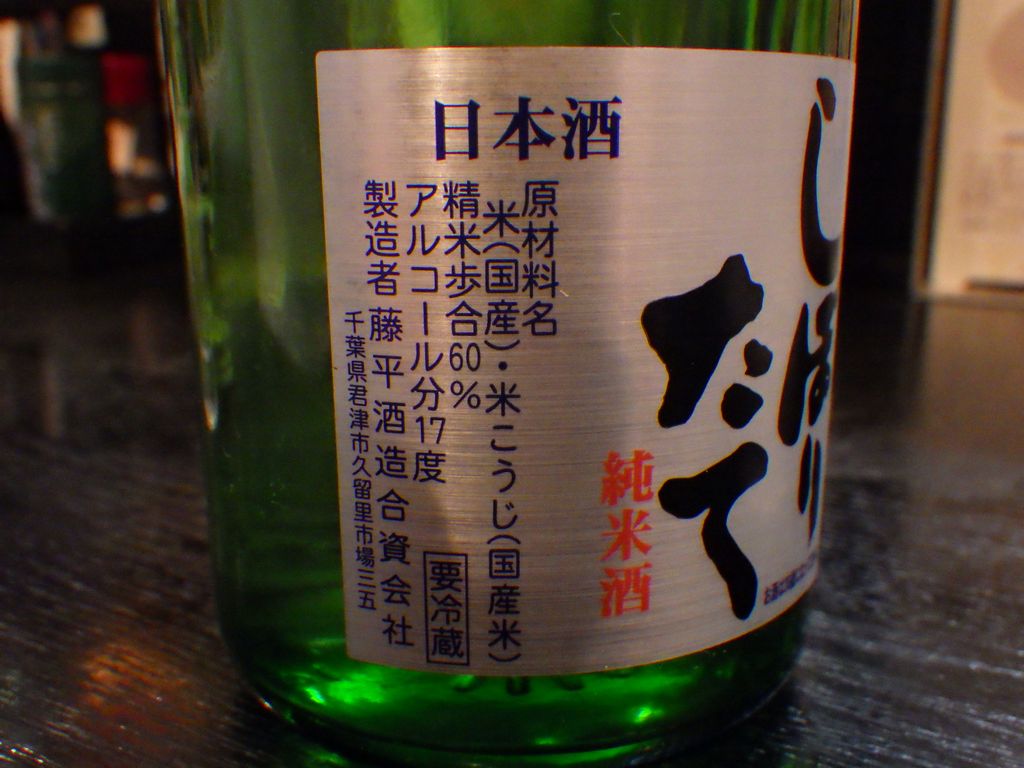 しぼり
たて
純米酒
日本酒
原材料名
米(国産)・米こうじ(国産米)
精米歩合60%
アルコール分17度
要冷蔵
製造者 藤平酒造合資会社
千葉県君津市久留里市場三五